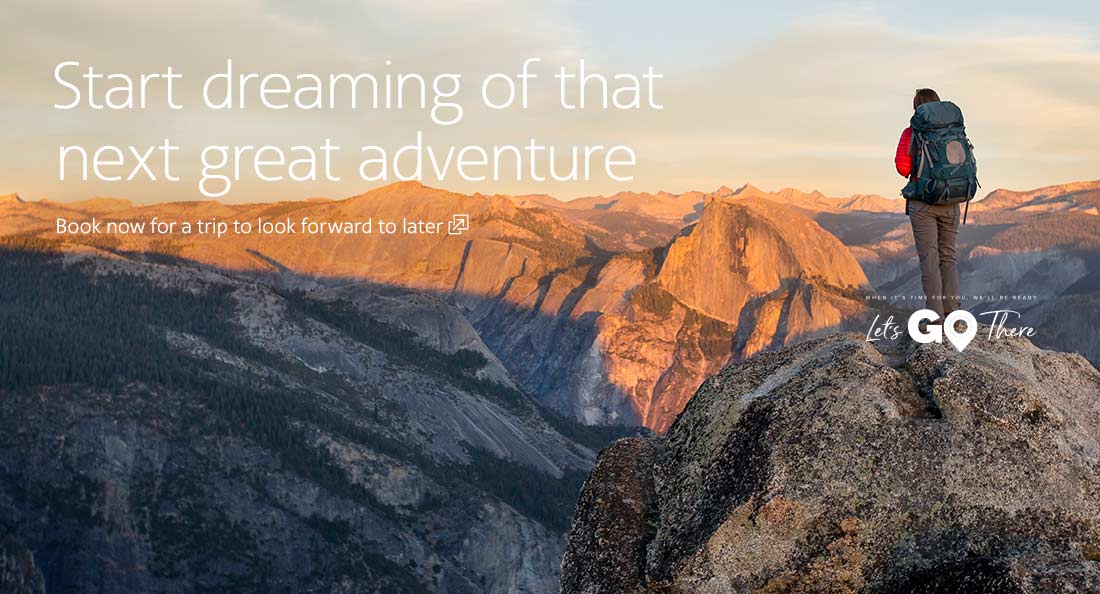 Start dreaming of that
next great adventure
Book now for a trip to look forward to later
WHEN IT'S TIME FOR YOU, WE'LL BE READY
Let's GO There